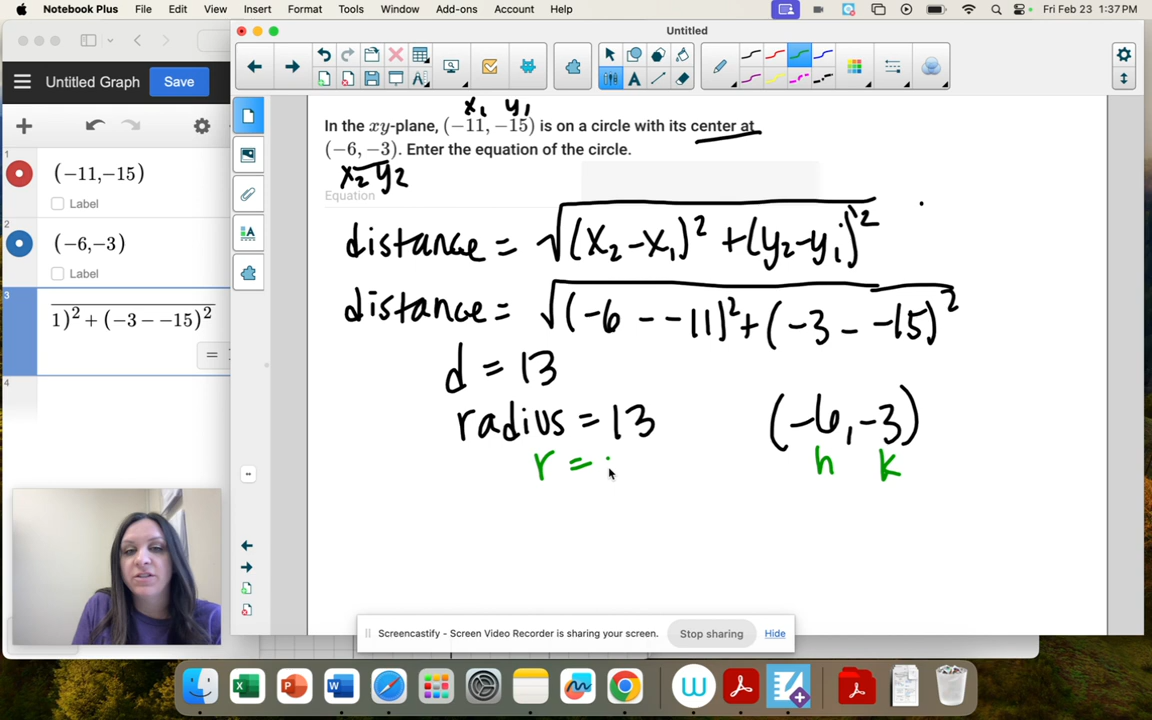 Notebook Plus File Edit View Insert Format Tools Window Add-ons Account Help Fri Feb 23 1:37 PM
Untitled
Untitled Graph Save
x₁ y₁
In the xy-plane, (−11, −15) is on a circle with its center at
(−6, −3). Enter the equation of the circle.
x₂ y₂
Equation
1
(−11,−15)
Label
2
(−6,−3)
Label
3
1)² + (−3 − −15)²
=
4
distance = √(x₂−x₁)² + (y₂−y₁)²
distance = √(−6 − −11)² + (−3 − −15)²
d = 13
radius = 13 (−6, −3)
r = h k
Screencastify - Screen Video Recorder is sharing your screen. Stop sharing Hide